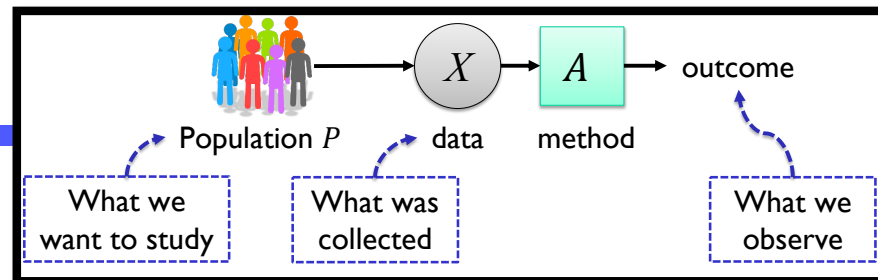 X
A
outcome
Population P
data
method
What we
want to study
What was
collected
What we
observe